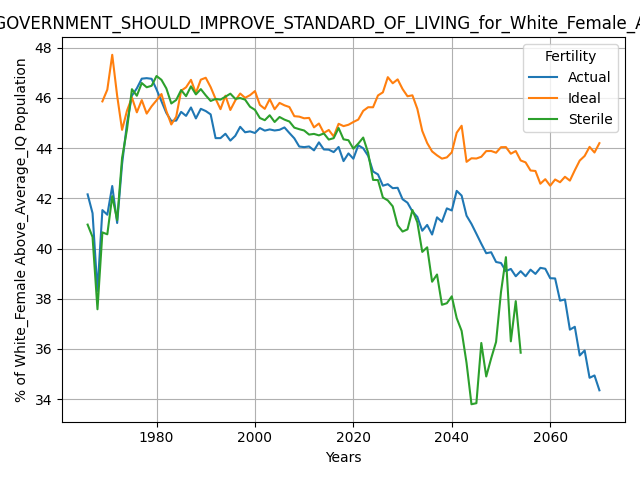 GOVERNMENT_SHOULD_IMPROVE_STANDARD_OF_LIVING_for_White_Female_A
% of White_Female Above_Average_IQ Population
48
46
44
42
40
38
36
34
Fertility
Actual
Ideal
Sterile
1980
2000
2020
2040
2060
Years